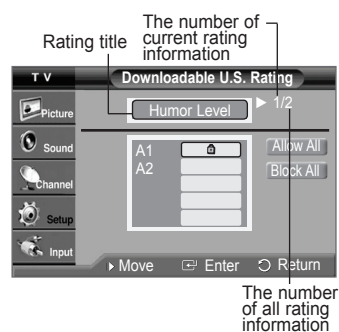 The number of
current rating
information
Rating title
T V
Downloadable U.S. Rating
Picture
Humor Level
▶ 1/2
Sound
A1
Allow All
A2
Block All
Channel
Setup
Input
Move
Enter
Return
The number
of all rating
information